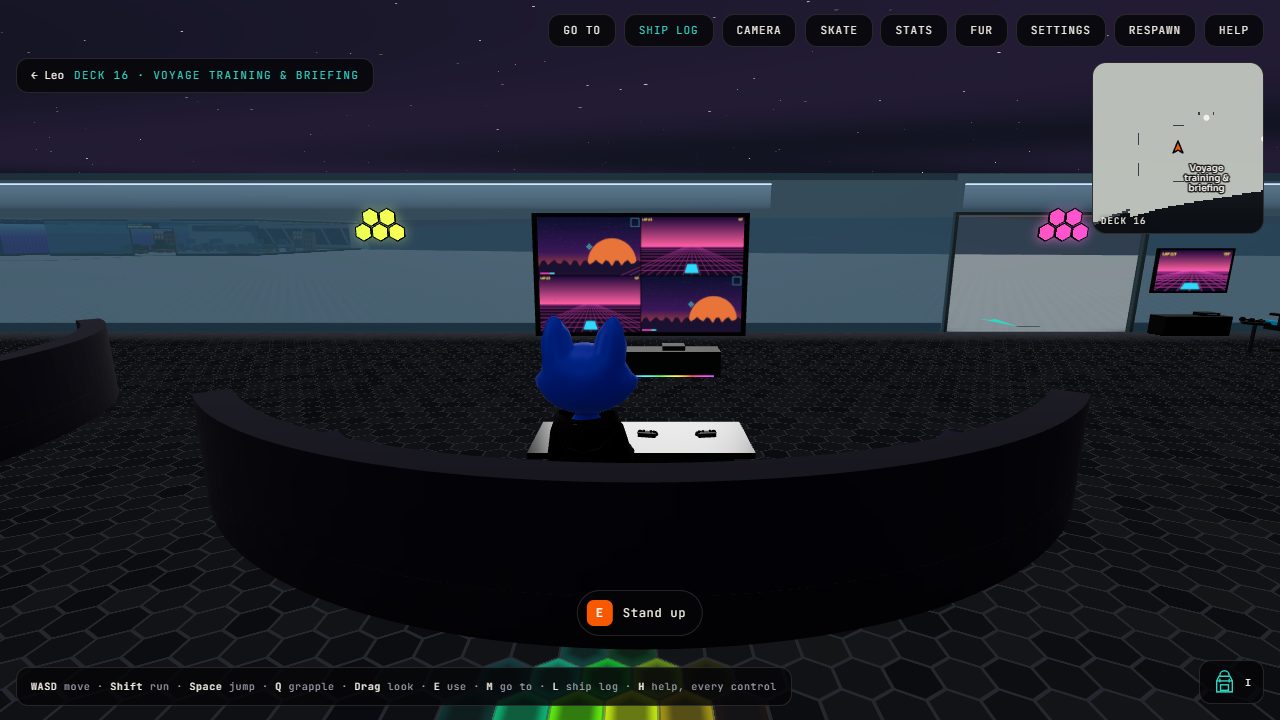 GO TO
SHIP LOG
CAMERA
SKATE
STATS
FUR
SETTINGS
RESPAWN
HELP
← Leo DECK 16 · VOYAGE TRAINING & BRIEFING
Voyage
training &
briefing
DECK 16
E Stand up
WASD move · Shift run · Space jump · Q grapple · Drag look · E use · M go to · L ship log · H help, every control
I